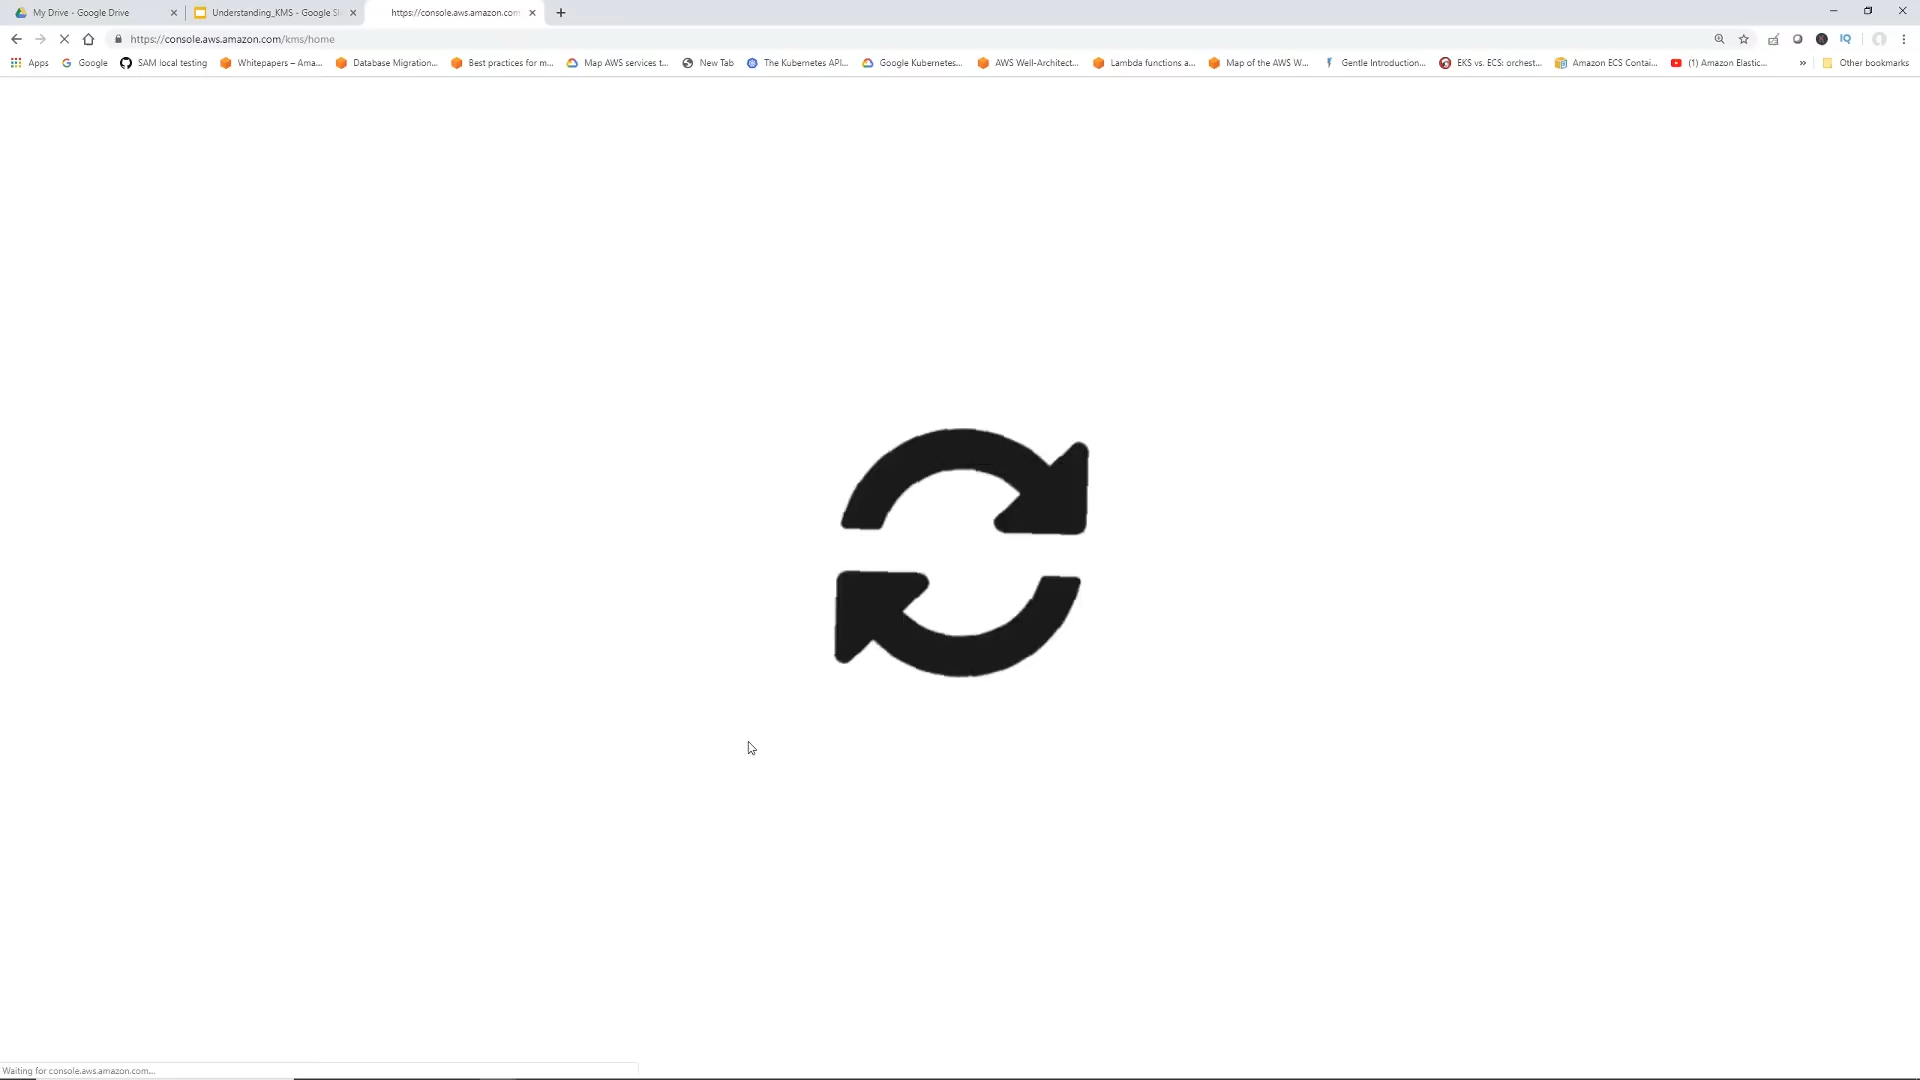 My Drive - Google Drive
Understanding_KMS - Google Sl
https://console.aws.amazon.com
https://console.aws.amazon.com/kms/home
IQ
Apps Google SAM local testing Whitepapers – Ama... Database Migration... Best practices for m... Map AWS services t... New Tab The Kubernetes API... Google Kubernetes... AWS Well-Architect... Lambda functions a... Map of the AWS W... Gentle Introduction... EKS vs. ECS: orchest... Amazon ECS Contai... (1) Amazon Elastic... » Other bookmarks
Waiting for console.aws.amazon.com...